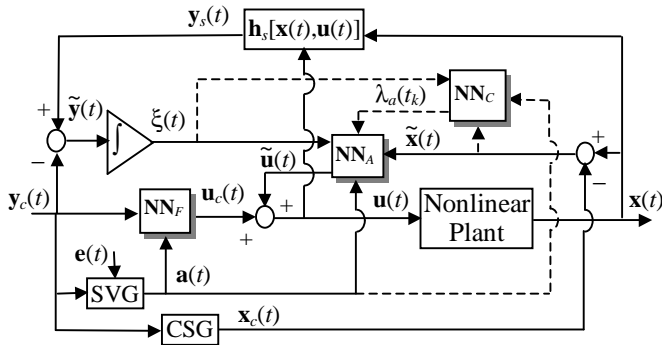 y_s(t)
h_s[x(t),u(t)]
+
ỹ(t)
∫
ξ(t)
λ_a(t_k)
NN_C
−
ũ(t)
NN_A
x̃(t)
+
−
y_c(t)
NN_F
u_c(t)
+
+
u(t)
Nonlinear
Plant
x(t)
e(t)
a(t)
SVG
CSG
x_c(t)